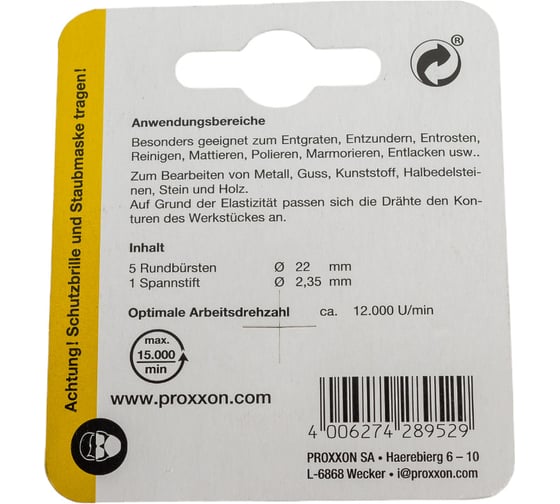 Achtung! Schutzbrille und Staubmaske tragen!
®
Anwendungsbereiche
Besonders geeignet zum Entgraten, Entzundern, Entrosten,
Reinigen, Mattieren, Polieren, Marmorieren, Entlacken usw..
Zum Bearbeiten von Metall, Guss, Kunststoff, Halbedelstei-
nen, Stein und Holz.
Auf Grund der Elastizität passen sich die Drähte den Kon-
turen des Werkstückes an.
Inhalt
5 Rundbürsten Ø 22 mm
1 Spannstift Ø 2,35 mm
Optimale Arbeitsdrehzahl ca. 12.000 U/min
max.
15.000
min
www.proxxon.com
4 006274 289529
PROXXON SA • Haerebierg 6 – 10
L-6868 Wecker • i@proxxon.com